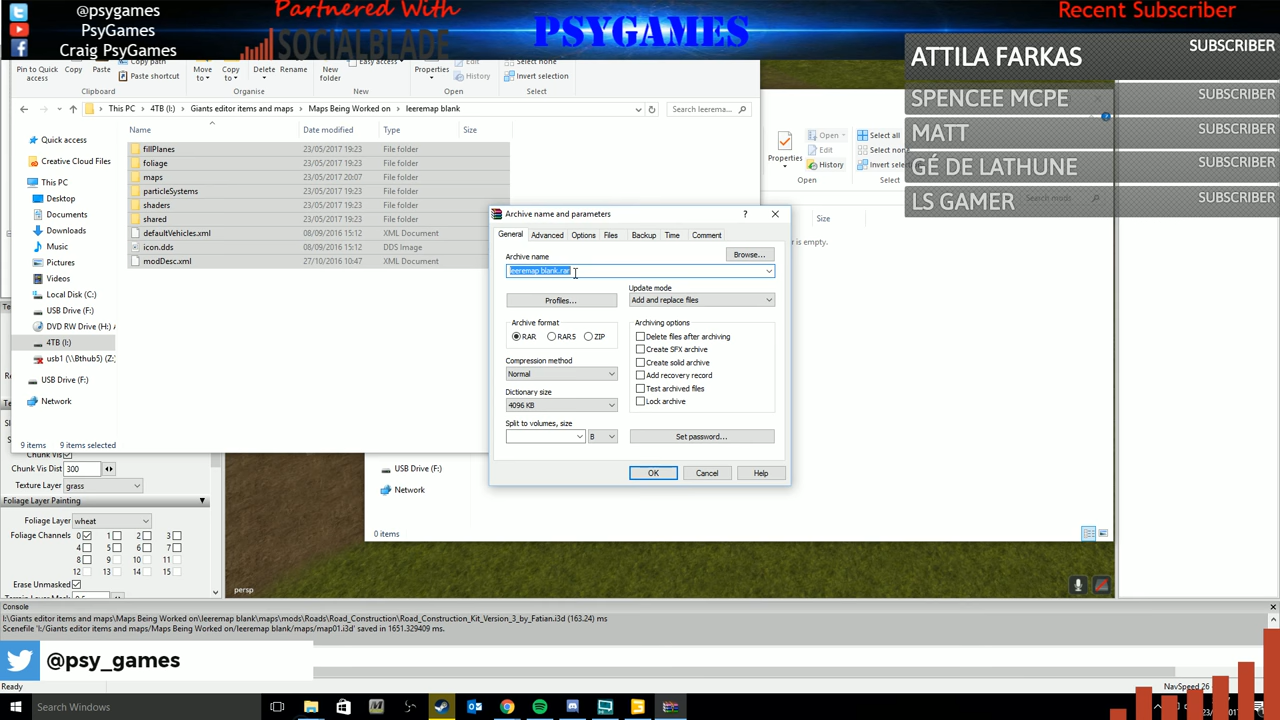 @psygames
PsyGames
Craig PsyGames
Partnered With
SOCIALBLADE
PSYGAMES
Recent Subscriber
ATTILA FARKAS SUBSCRIBER
SPENCEE MCPE SUBSCRIBER
MATT SUBSCRIBER
GÉ DE LATHUNE SUBSCRIBER
LS GAMER SUBSCRIBER
Pin to Quick access
Copy
Paste
Copy path
Paste shortcut
Move to
Copy to
Delete
Rename
New folder
Easy access
Properties
Edit
History
Select none
Invert selection
Clipboard
Organise
New
Open
Select
This PC > 4TB (I:) > Giants editor items and maps > Maps Being Worked on > leeremap blank
Search leerema...
Name
Date modified
Type
Size
Quick access
Creative Cloud Files
This PC
Desktop
Documents
Downloads
Music
Pictures
Videos
Local Disk (C:)
USB Drive (F:)
DVD RW Drive (H:) A
4TB (I:)
usb1 (\\Bthub5) (Z:)
USB Drive (F:)
Network
fillPlanes 23/05/2017 19:23 File folder
foliage 23/05/2017 19:23 File folder
maps 23/05/2017 20:07 File folder
particleSystems 23/05/2017 19:23 File folder
shaders 23/05/2017 19:23 File folder
shared 23/05/2017 19:23 File folder
defaultVehicles.xml 08/09/2016 15:12 XML Document
icon.dds 08/09/2016 15:12 DDS Image
modDesc.xml 27/10/2016 10:47 XML Document
9 items 9 items selected
Properties
Open
Edit
History
Open
Select all
Select none
Invert selection
Select
Search mods
Size
is empty.
Archive name and parameters
General
Advanced
Options
Files
Backup
Time
Comment
Archive name
Browse...
leeremap blank.rar
Profiles...
Update mode
Add and replace files
Archive format
RAR
RAR5
ZIP
Compression method
Normal
Dictionary size
4096 KB
Split to volumes, size
B
Archiving options
Delete files after archiving
Create SFX archive
Create solid archive
Add recovery record
Test archived files
Lock archive
Set password...
OK
Cancel
Help
USB Drive (F:)
Network
0 items
Chunk Vis
Chunk Vis Dist 300
Texture Layer grass
Foliage Layer Painting
Foliage Layer wheat
Foliage Channels 0 1 2 3
4 5 6 7
8 9 10 11
12 13 14 15
Erase Unmasked
persp
Console
I:\Giants editor items and maps\Maps Being Worked on\leeremap blank\maps\mods\Roads\Road_Construction\Road_Construction_Kit_Version_3_by_Fatian.i3d (163.24) ms
Scenefile 'I:/Giants editor items and maps/Maps Being Worked on/leeremap blank/maps/map01.i3d' saved in 1651.329409 ms.
@psy_games
Ready
NavSpeed 26
Search Windows